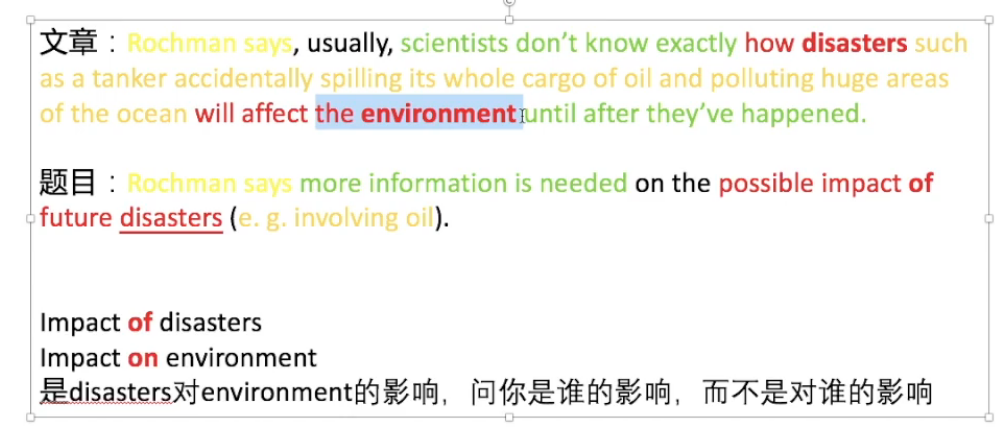 文章：Rochman says, usually, scientists don't know exactly how disasters such
as a tanker accidentally spilling its whole cargo of oil and polluting huge areas
of the ocean will affect the environment until after they've happened.
题目：Rochman says more information is needed on the possible impact of
future disasters (e. g. involving oil).
Impact of disasters
Impact on environment
是disasters对environment的影响，问你是谁的影响，而不是对谁的影响